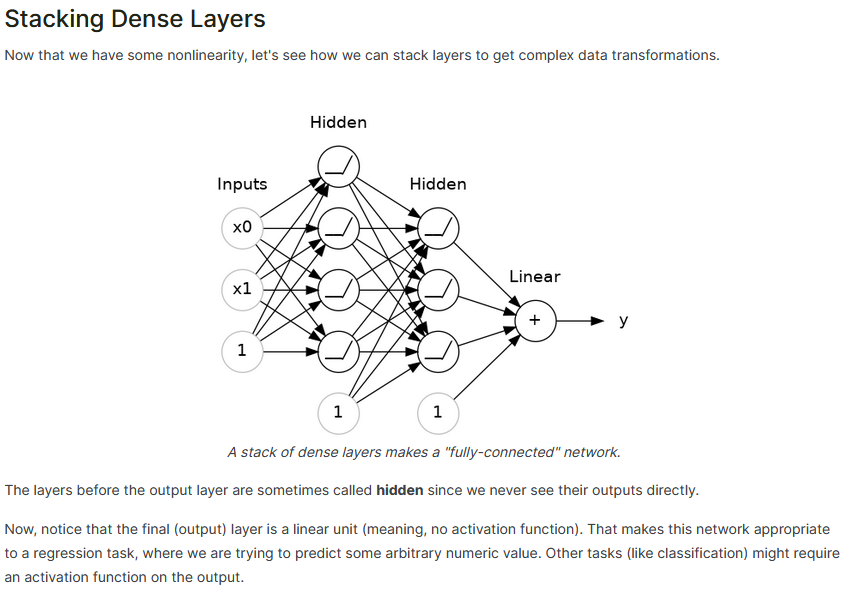 Stacking Dense Layers
Now that we have some nonlinearity, let's see how we can stack layers to get complex data transformations.
Hidden
Inputs
Hidden
x0
x1
Linear
+
y
1
1
1
A stack of dense layers makes a "fully-connected" network.
The layers before the output layer are sometimes called hidden since we never see their outputs directly.
Now, notice that the final (output) layer is a linear unit (meaning, no activation function). That makes this network appropriate
to a regression task, where we are trying to predict some arbitrary numeric value. Other tasks (like classification) might require
an activation function on the output.